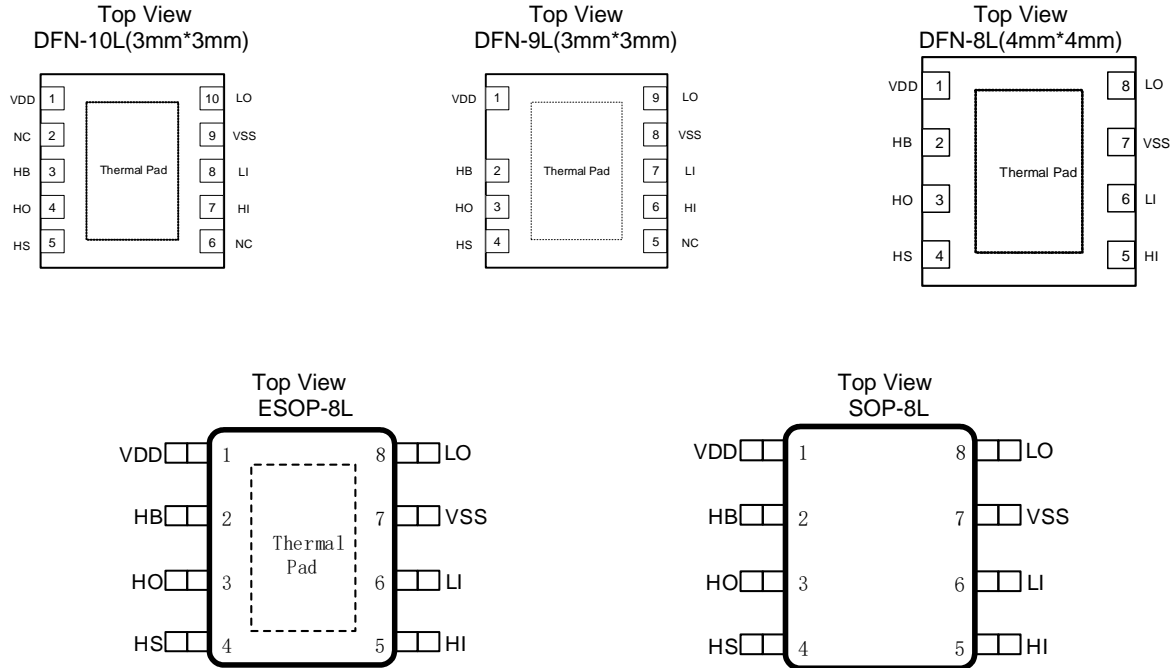 Top View
DFN-10L(3mm*3mm)
VDD 1 10 LO
NC 2 9 VSS
HB 3 Thermal Pad 8 LI
HO 4 7 HI
HS 5 6 NC
Top View
DFN-9L(3mm*3mm)
VDD 1 9 LO
8 VSS
HB 2 Thermal Pad 7 LI
HO 3 6 HI
HS 4 5 NC
Top View
DFN-8L(4mm*4mm)
VDD 1 8 LO
HB 2 7 VSS
Thermal Pad
HO 3 6 LI
HS 4 5 HI
Top View
ESOP-8L
VDD 1 8 LO
HB 2 7 VSS
Thermal
Pad
HO 3 6 LI
HS 4 5 HI
Top View
SOP-8L
VDD 1 8 LO
HB 2 7 VSS
HO 3 6 LI
HS 4 5 HI